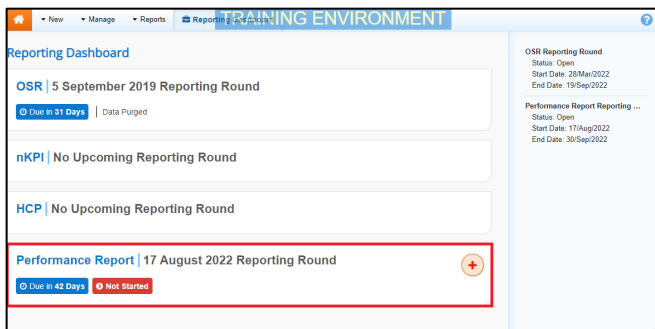 New Manage Reports Reporting Dashboard
TRAINING ENVIRONMENT
?
Reporting Dashboard
OSR | 5 September 2019 Reporting Round
Due in 31 Days | Data Purged
nKPI | No Upcoming Reporting Round
HCP | No Upcoming Reporting Round
Performance Report | 17 August 2022 Reporting Round
Due in 42 Days Not Started
OSR Reporting Round
Status: Open
Start Date: 28/Mar/2022
End Date: 19/Sep/2022
Performance Report Reporting ...
Status: Open
Start Date: 17/Aug/2022
End Date: 30/Sep/2022